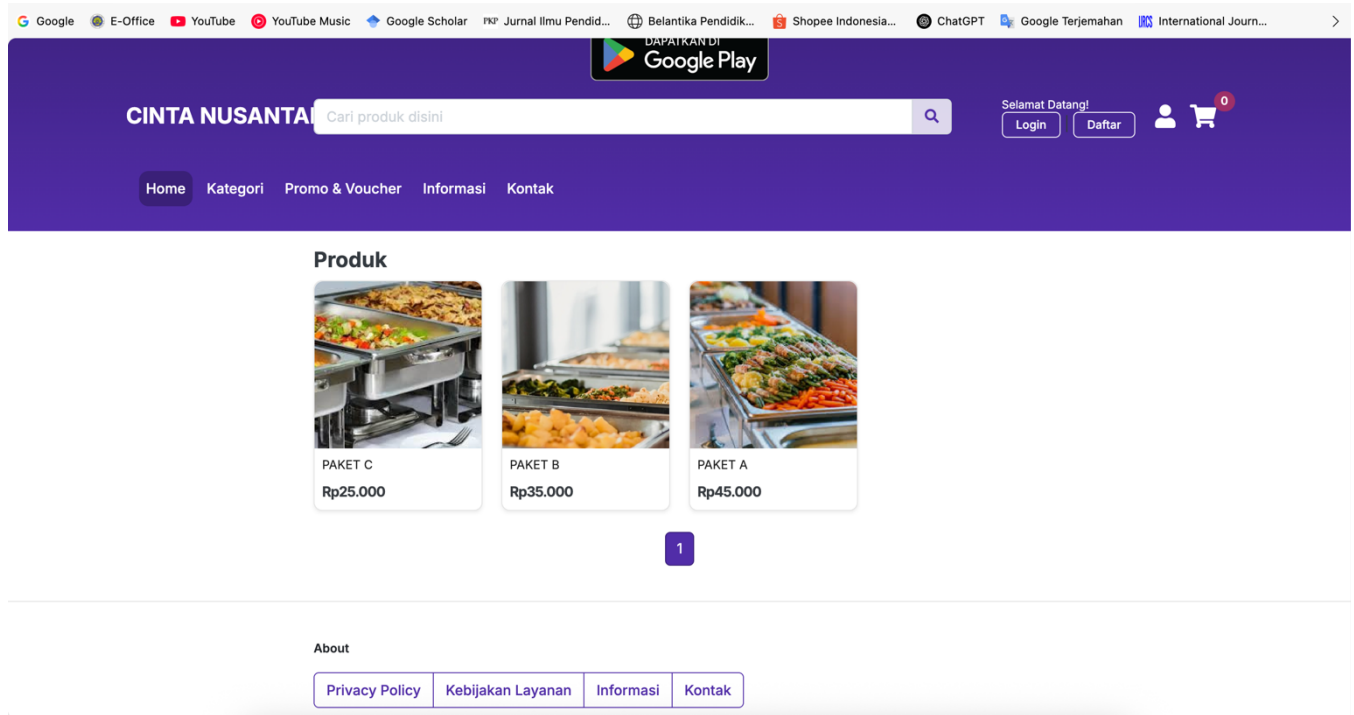 Google E-Office YouTube YouTube Music Google Scholar PKP Jurnal Ilmu Pendid... Belantika Pendidik... Shopee Indonesia... ChatGPT Google Terjemahan IRCS International Journ...
DAPATKAN DI
Google Play
CINTA NUSANTA
Cari produk disini
Selamat Datang!
Login Daftar
0
Home Kategori Promo & Voucher Informasi Kontak
Produk
PAKET C PAKET B PAKET A
Rp25.000 Rp35.000 Rp45.000
1
About
Privacy Policy Kebijakan Layanan Informasi Kontak